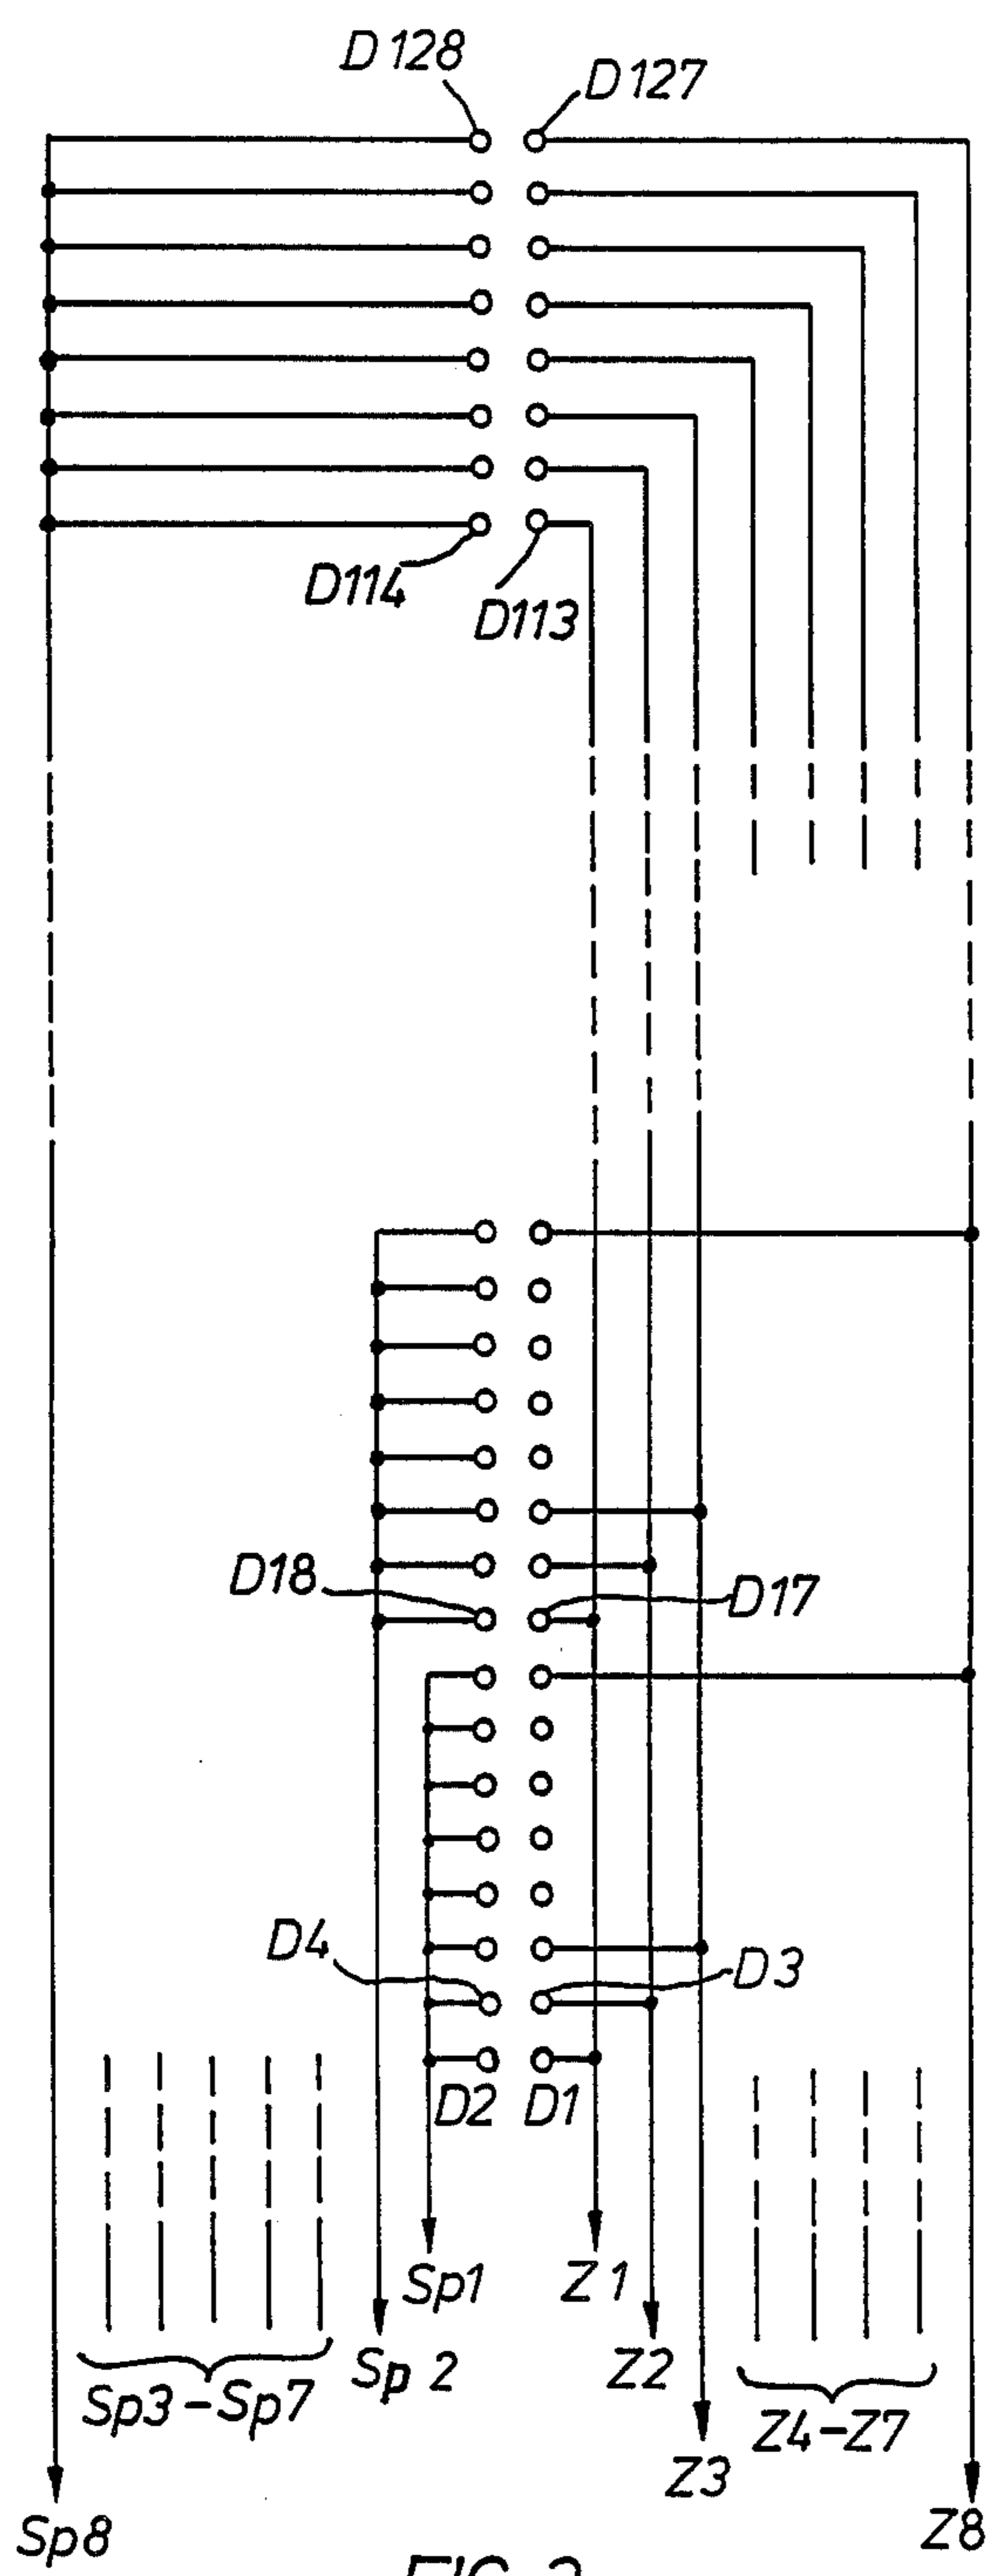 D128
D127
D114
D113
D18
D17
D4
D3
D2 D1
Sp1
Z1
Sp2
Z2
Sp3-Sp7
Z4-Z7
Z3
Sp8
Z8